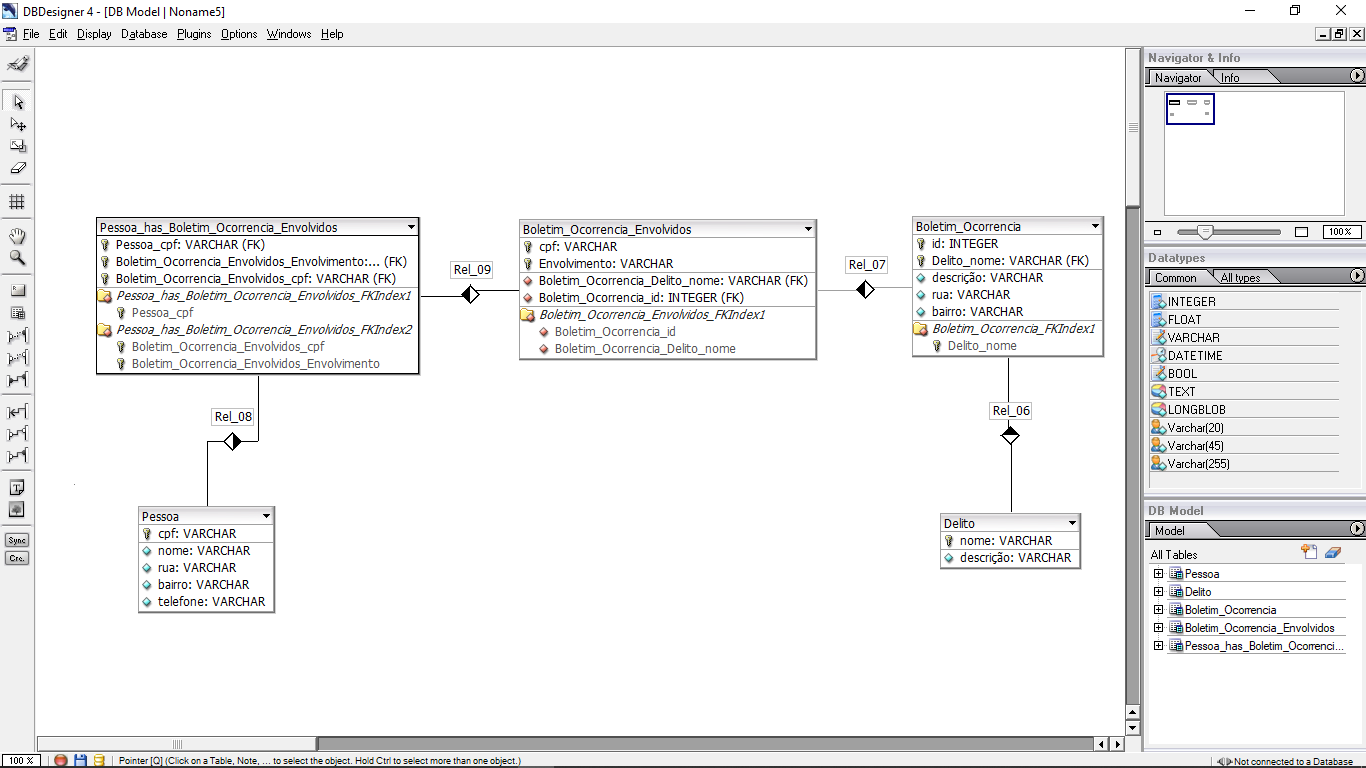 DBDesigner 4 - [DB Model | Noname5]
File Edit Display Database Plugins Options Windows Help
Pessoa_has_Boletim_Ocorrencia_Envolvidos
Pessoa_cpf: VARCHAR (FK)
Boletim_Ocorrencia_Envolvidos_Envolvimento:... (FK)
Boletim_Ocorrencia_Envolvidos_cpf: VARCHAR (FK)
Pessoa_has_Boletim_Ocorrencia_Envolvidos_FKIndex1
Pessoa_cpf
Pessoa_has_Boletim_Ocorrencia_Envolvidos_FKIndex2
Boletim_Ocorrencia_Envolvidos_cpf
Boletim_Ocorrencia_Envolvidos_Envolvimento
Rel_09
Boletim_Ocorrencia_Envolvidos
cpf: VARCHAR
Envolvimento: VARCHAR
Boletim_Ocorrencia_Delito_nome: VARCHAR (FK)
Boletim_Ocorrencia_id: INTEGER (FK)
Boletim_Ocorrencia_Envolvidos_FKIndex1
Boletim_Ocorrencia_id
Boletim_Ocorrencia_Delito_nome
Rel_07
Boletim_Ocorrencia
id: INTEGER
Delito_nome: VARCHAR (FK)
descrição: VARCHAR
rua: VARCHAR
bairro: VARCHAR
Boletim_Ocorrencia_FKIndex1
Delito_nome
Rel_08
Rel_06
Pessoa
cpf: VARCHAR
nome: VARCHAR
rua: VARCHAR
bairro: VARCHAR
telefone: VARCHAR
Delito
nome: VARCHAR
descrição: VARCHAR
Navigator & Info
Navigator Info
100%
Datatypes
Common All types
INTEGER
FLOAT
VARCHAR
DATETIME
BOOL
TEXT
LONGBLOB
Varchar(20)
Varchar(45)
Varchar(255)
DB Model
Model
All Tables
Pessoa
Delito
Boletim_Ocorrencia
Boletim_Ocorrencia_Envolvidos
Pessoa_has_Boletim_Ocorrenci...
Sync
Cre.
100 % Pointer [Q] (Click on a Table, Note, ... to select the object. Hold Ctrl to select more than one object.) Not connected to a Database